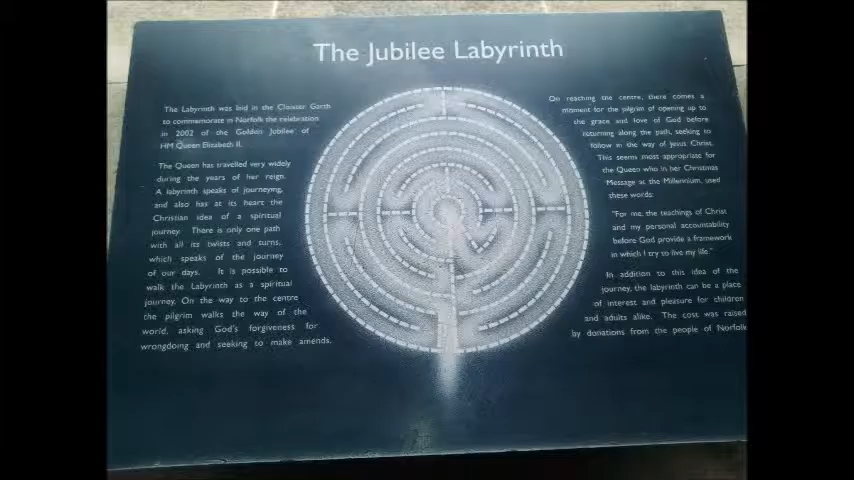 The Jubilee Labyrinth
The Labyrinth was laid in the Cloister Garth
to commemorate in Norfolk the celebration
in 2002 of the Golden Jubilee of
HM Queen Elizabeth II.
The Queen has travelled very widely
during the years of her reign.
A labyrinth speaks of journeying,
and also has at its heart the
Christian idea of a spiritual
journey. There is only one path
with all its twists and turns,
which speaks of the journey
of our days. It is possible to
walk the Labyrinth as a spiritual
journey. On the way to the centre
the pilgrim walks the way of the
world, asking God's forgiveness for
wrongdoing and seeking to make amends.
On reaching the centre, there comes a
moment for the pilgrim of opening up to
the grace and love of God before
returning along the path, seeking to
follow in the way of Jesus Christ.
This seems most appropriate for
the Queen who in her Christmas
Message at the Millennium, used
these words:
"For me, the teachings of Christ
and my personal accountability
before God provide a framework
in which I try to live my life."
In addition to this idea of the
journey, the labyrinth can be a place
of interest and pleasure for children
and adults alike. The cost was raised
by donations from the people of Norfolk